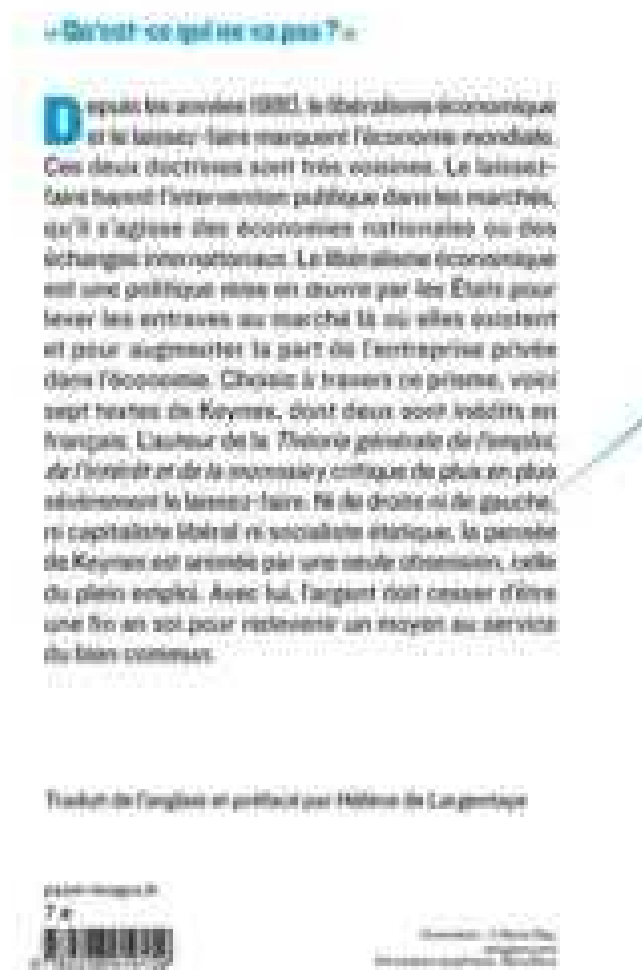 « Qu'est-ce qui ne va pas ? »
Depuis les années 1980, le libéralisme économique
et le laissez-faire marquent l'économie mondiale.
Ces deux doctrines sont très voisines. Le laissez-
faire bannit l'intervention publique dans les marchés,
qu'il s'agisse des économies nationales ou des
échanges internationaux. Le libéralisme économique
est une politique mise en œuvre par les États pour
lever les entraves au marché là où elles existent
et pour augmenter la part de l'entreprise privée
dans l'économie. Choisis à travers ce prisme, voici
sept textes de Keynes, dont deux sont inédits en
français. L'auteur de la Théorie générale de l'emploi,
de l'intérêt et de la monnaie y critique de plus en plus
sévèrement le laissez-faire. Ni de droite ni de gauche,
ni capitaliste libéral ni socialiste étatique, la pensée
de Keynes est animée par une seule obsession, celle
du plein emploi. Avec lui, l'argent doit cesser d'être
une fin en soi pour redevenir un moyen au service
du bien commun.
Traduit de l'anglais et préfacé par Hélène de Largentaye
7 €